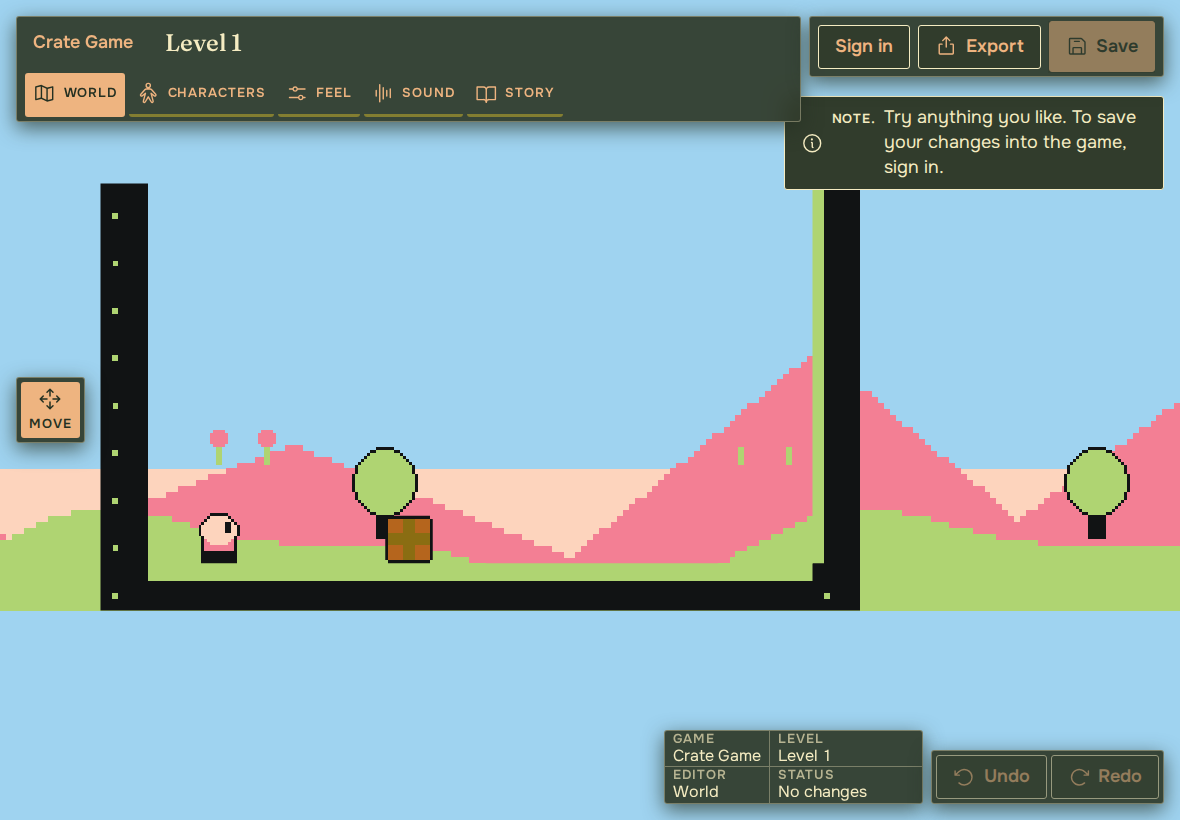 Crate Game
Level 1
Sign in
Export
Save
WORLD
CHARACTERS
FEEL
SOUND
STORY
NOTE. Try anything you like. To save
your changes into the game,
sign in.
MOVE
GAME
Crate Game
LEVEL
Level 1
EDITOR
World
STATUS
No changes
Undo
Redo